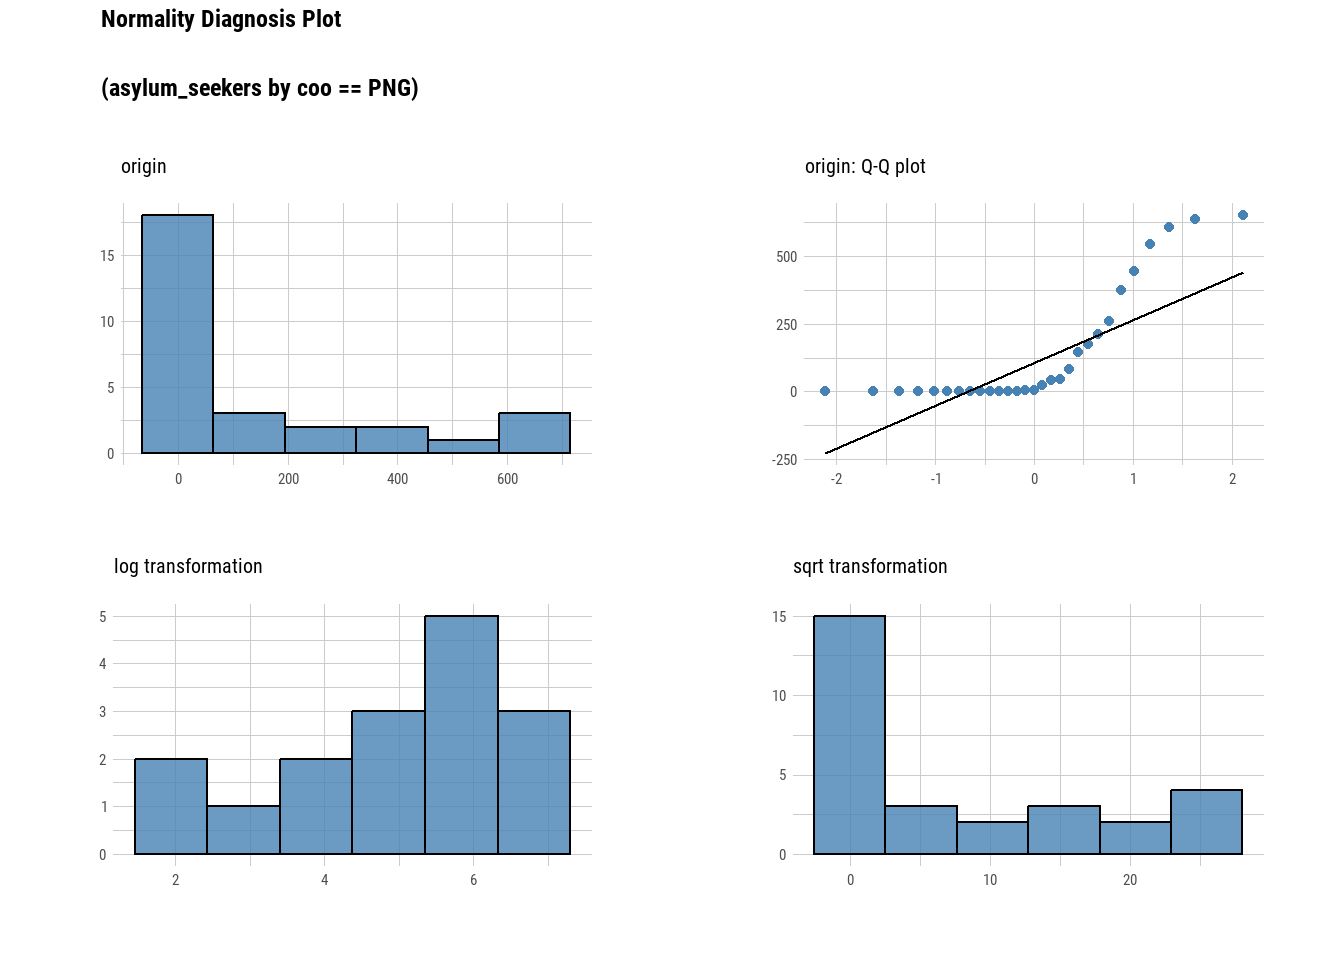 Normality Diagnosis Plot
(asylum_seekers by coo == PNG)
origin
15
10
5
0
0 200 400 600
origin: Q-Q plot
500
250
0
-250
-2 -1 0 1 2
log transformation
5
4
3
2
1
0
2 4 6
sqrt transformation
15
10
5
0
0 10 20